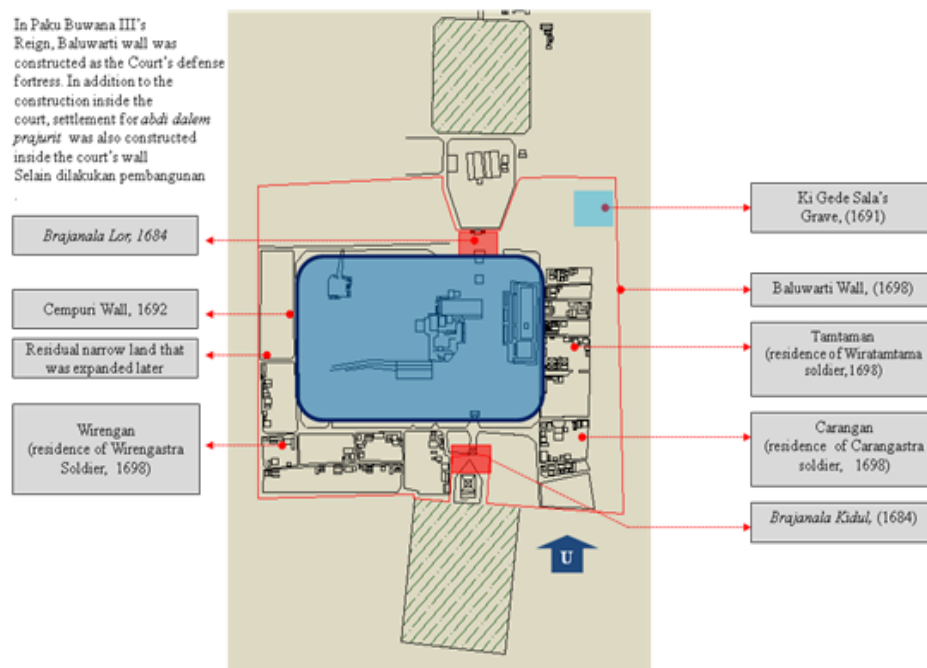 In Paku Buwana III's
Reign, Baluwarti wall was
constructed as the Court's defense
fortress. In addition to the
construction inside the
court, settlement for abdi dalem
prajurit was also constructed
inside the court's wall
Selain dilakukan pembangunan
.
Brajanala Lor, 1684
Cempuri Wall, 1692
Residual narrow land that
was expanded later
Wirengan
(residence of Wirengastra
Soldier, 1698)
Ki Gede Sala's
Grave, (1691)
Baluwarti Wall, (1698)
Tamtaman
(residence of Wiratamtama
soldier,1698)
Carangan
(residence of Carangastra
soldier, 1698)
Brajanala Kidul, (1684)
U